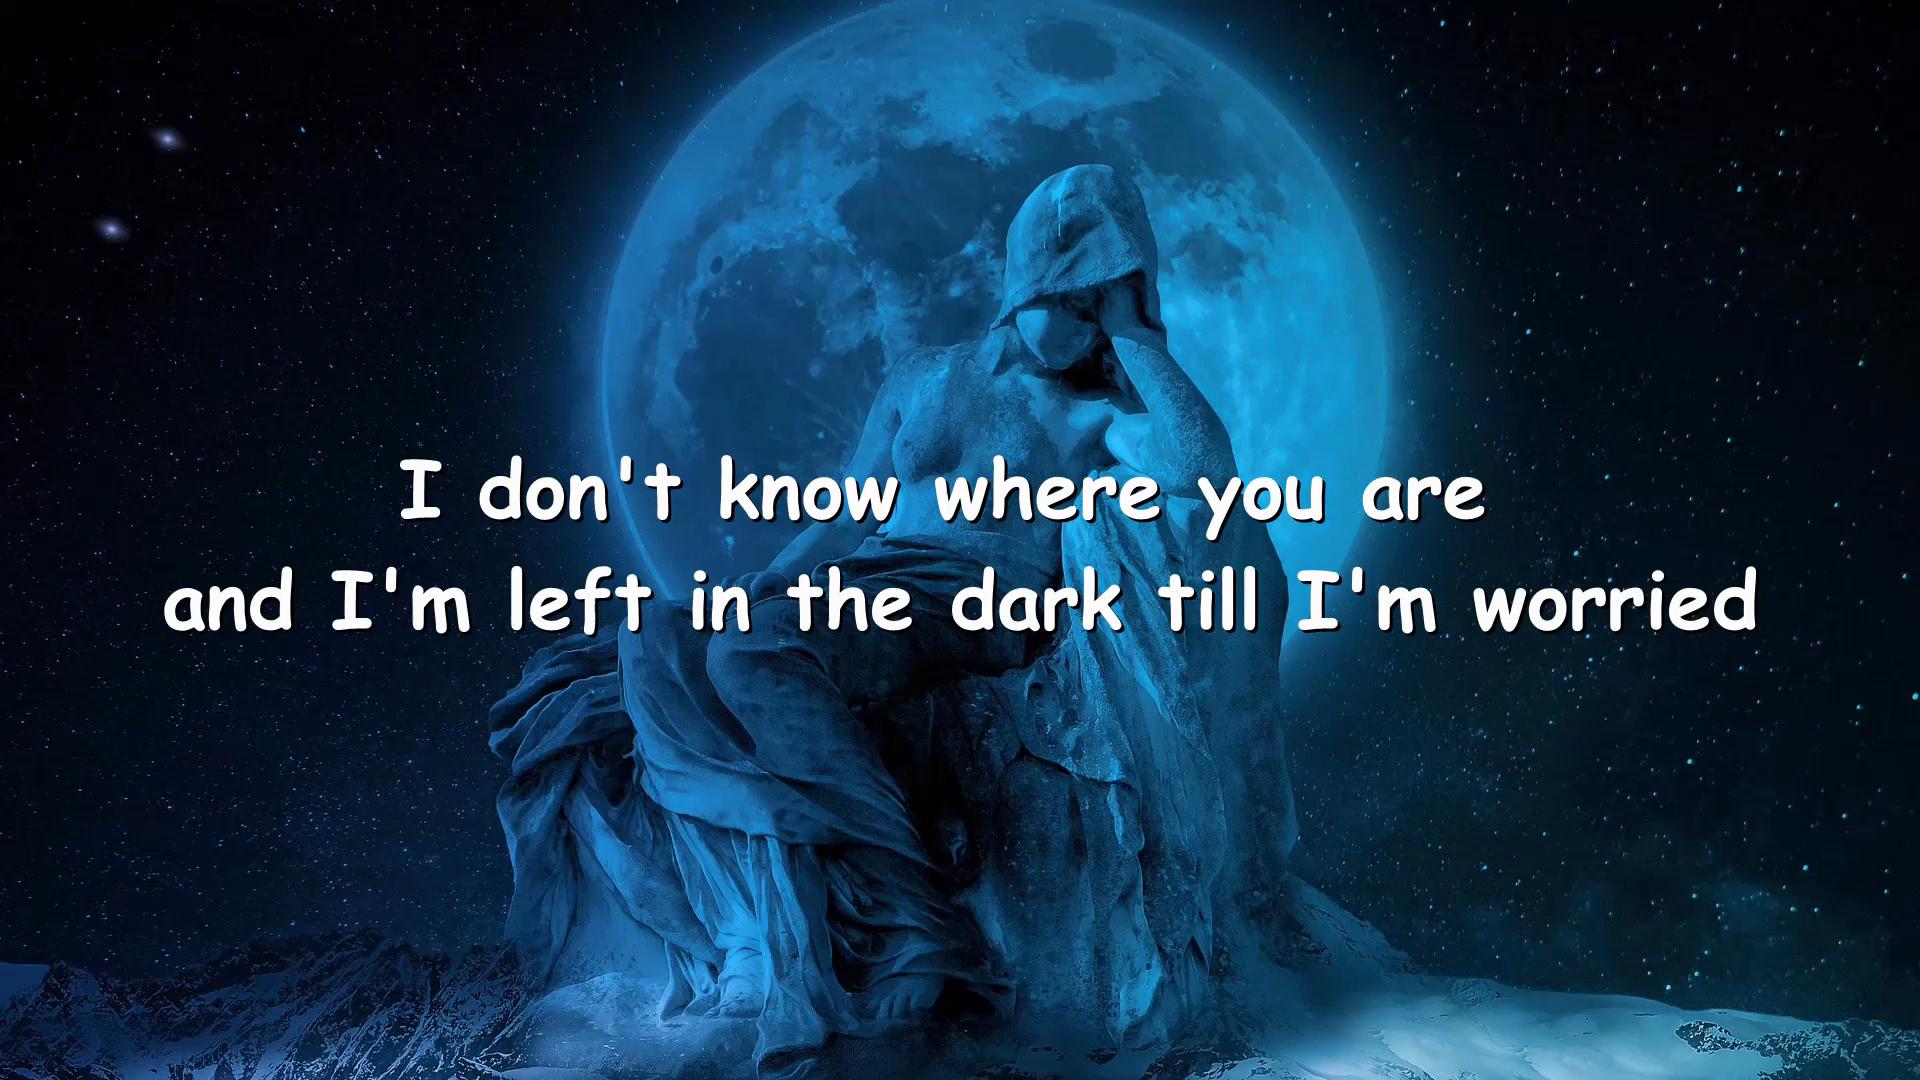 I don't know where you are
and I'm left in the dark till I'm worried